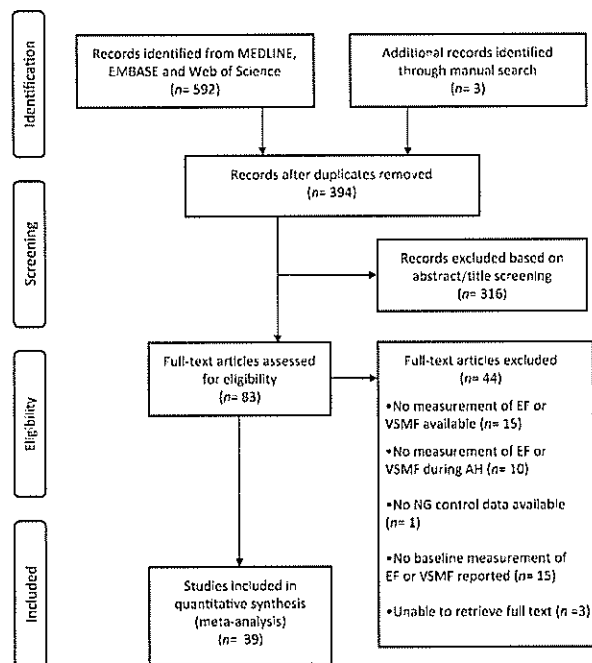 Identification
Records identified from MEDLINE,
EMBASE and Web of Science
(n= 592)
Additional records identified
through manual search
(n= 3)
Records after duplicates removed
(n= 394)
Screening
Records excluded based on
abstract/title screening
(n= 316)
Eligibility
Full-text articles assessed
for eligibility
(n= 83)
Full-text articles excluded
(n= 44)
•No measurement of EF or
VSMF available (n= 15)
•No measurement of EF or
VSMF during AH (n= 10)
•No NG control data available
(n= 1)
•No baseline measurement of
EF or VSMF reported (n= 15)
•Unable to retrieve full text (n =3)
Included
Studies included in
quantitative synthesis
(meta-analysis)
(n= 39)